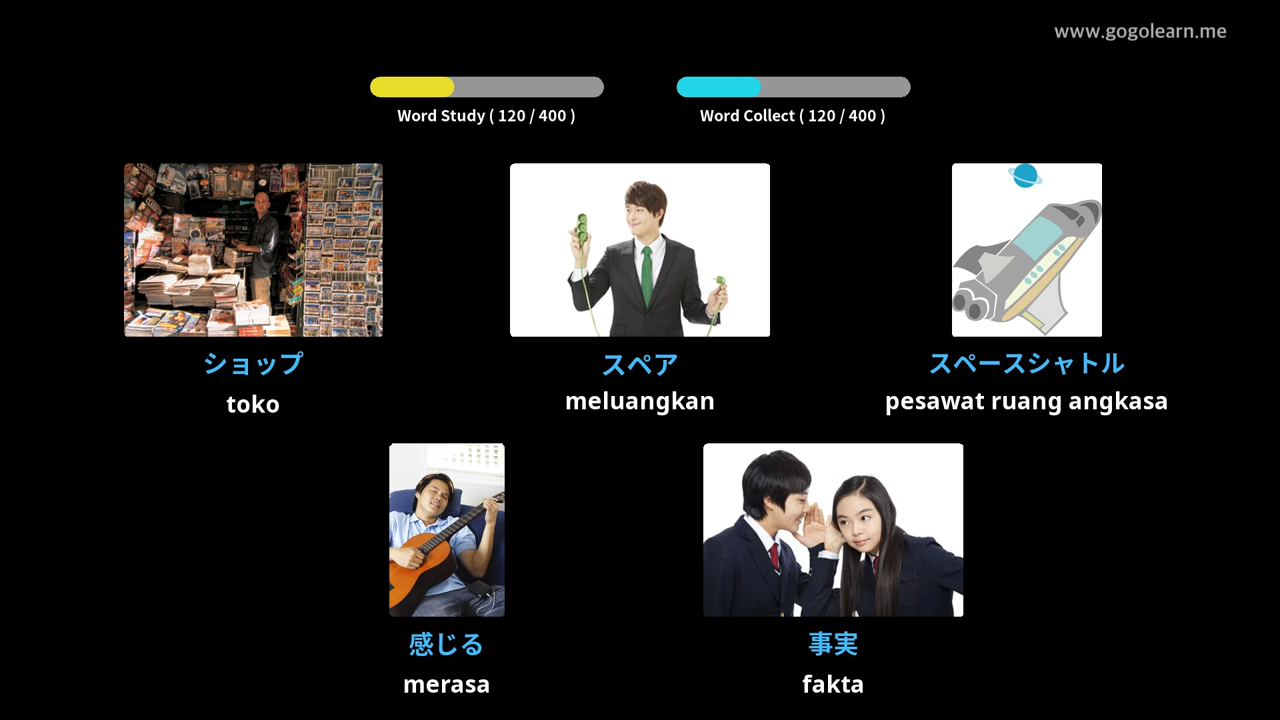 www.gogolearn.me
Word Study ( 120 / 400 )
Word Collect ( 120 / 400 )
ショップ
toko
スペア
meluangkan
スペースシャトル
pesawat ruang angkasa
感じる
merasa
事実
fakta